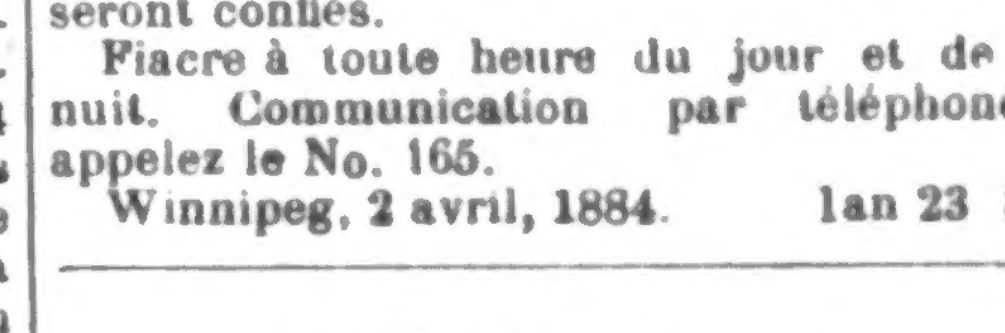 seront confiés.
Fiacre à toute heure du jour et de
nuit. Communication par téléphone
appelez le No. 165.
Winnipeg, 2 avril, 1884. 1an 23